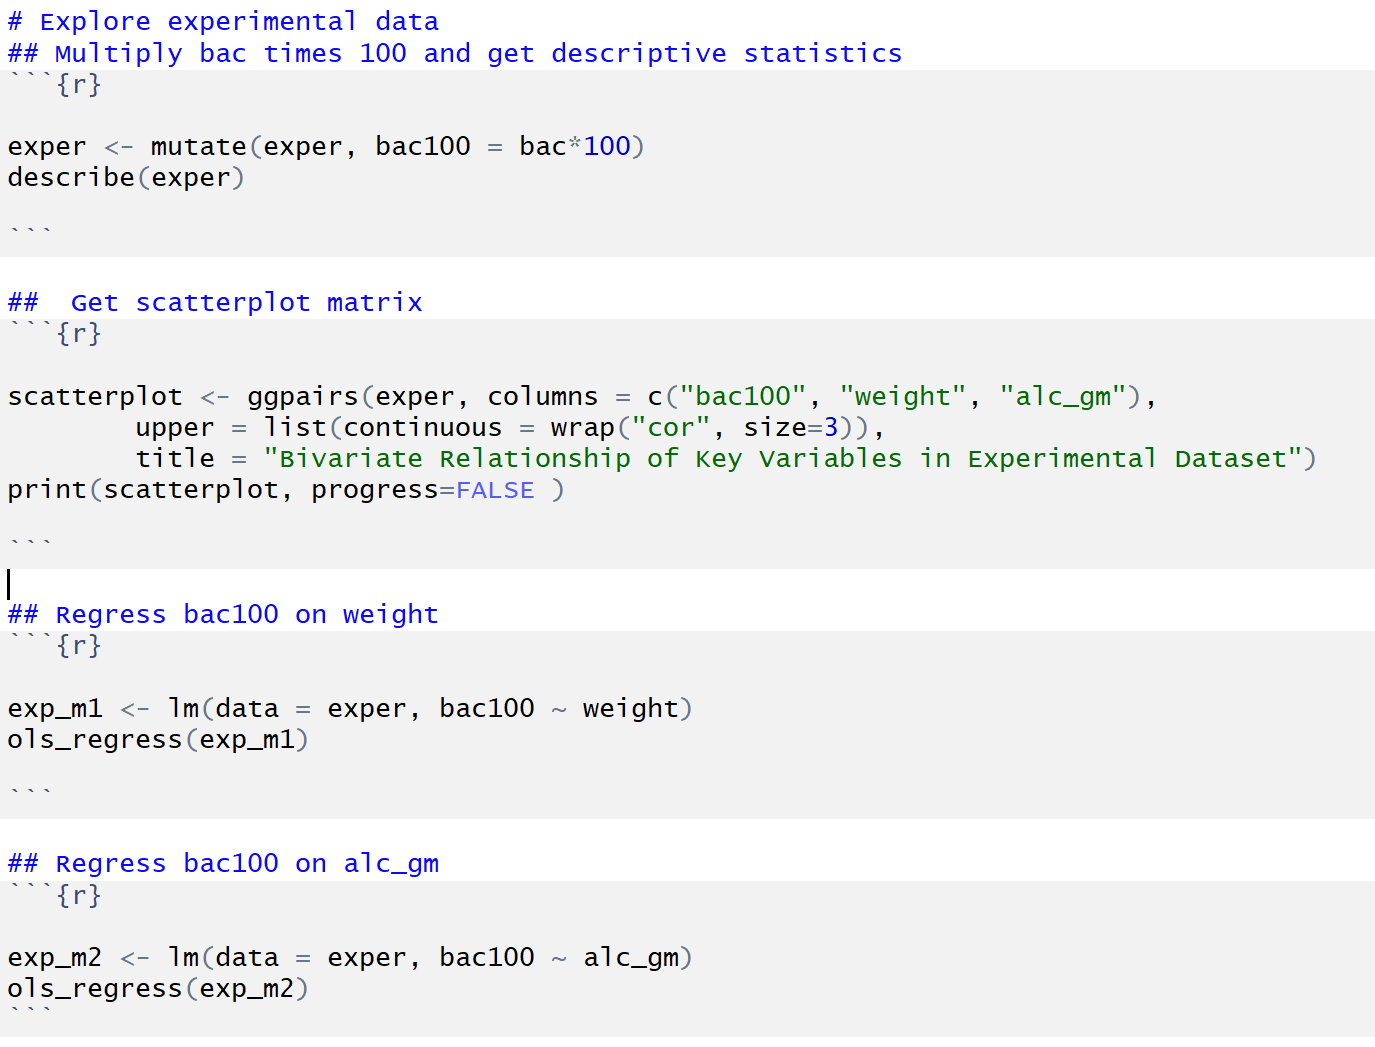 # Explore experimental data
## Multiply bac times 100 and get descriptive statistics
```{r}
exper <- mutate(exper, bac100 = bac*100)
describe(exper)
```
##  Get scatterplot matrix
```{r}
scatterplot <- ggpairs(exper, columns = c("bac100", "weight", "alc_gm"),
        upper = list(continuous = wrap("cor", size=3)),
        title = "Bivariate Relationship of Key Variables in Experimental Dataset")
print(scatterplot, progress=FALSE )
```
## Regress bac100 on weight
```{r}
exp_m1 <- lm(data = exper, bac100 ~ weight)
ols_regress(exp_m1)
```
## Regress bac100 on alc_gm
```{r}
exp_m2 <- lm(data = exper, bac100 ~ alc_gm)
ols_regress(exp_m2)
```